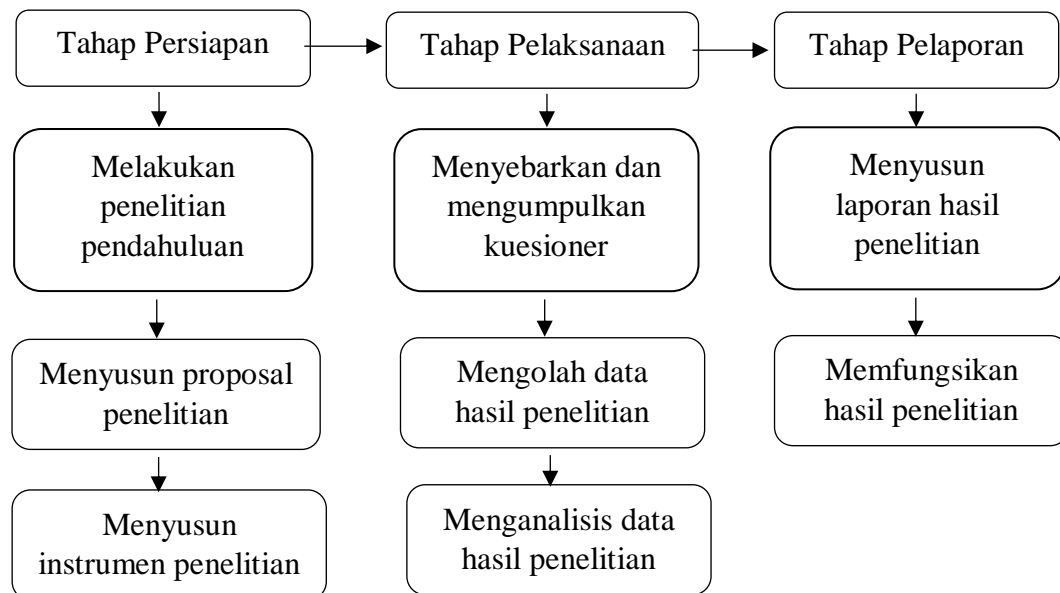 Tahap Persiapan
Tahap Pelaksanaan
Tahap Pelaporan
Melakukan
penelitian
pendahuluan
Menyebarkan dan
mengumpulkan
kuesioner
Menyusun
laporan hasil
penelitian
Menyusun proposal
penelitian
Mengolah data
hasil penelitian
Memfungsikan
hasil penelitian
Menyusun
instrumen penelitian
Menganalisis data
hasil penelitian